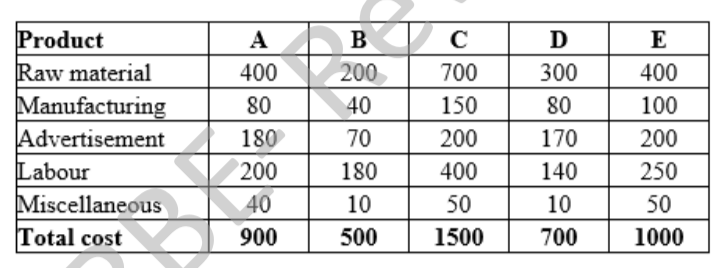 Product A B C D E
Raw material 400 200 700 300 400
Manufacturing 80 40 150 80 100
Advertisement 180 70 200 170 200
Labour 200 180 400 140 250
Miscellaneous 40 10 50 10 50
Total cost 900 500 1500 700 1000